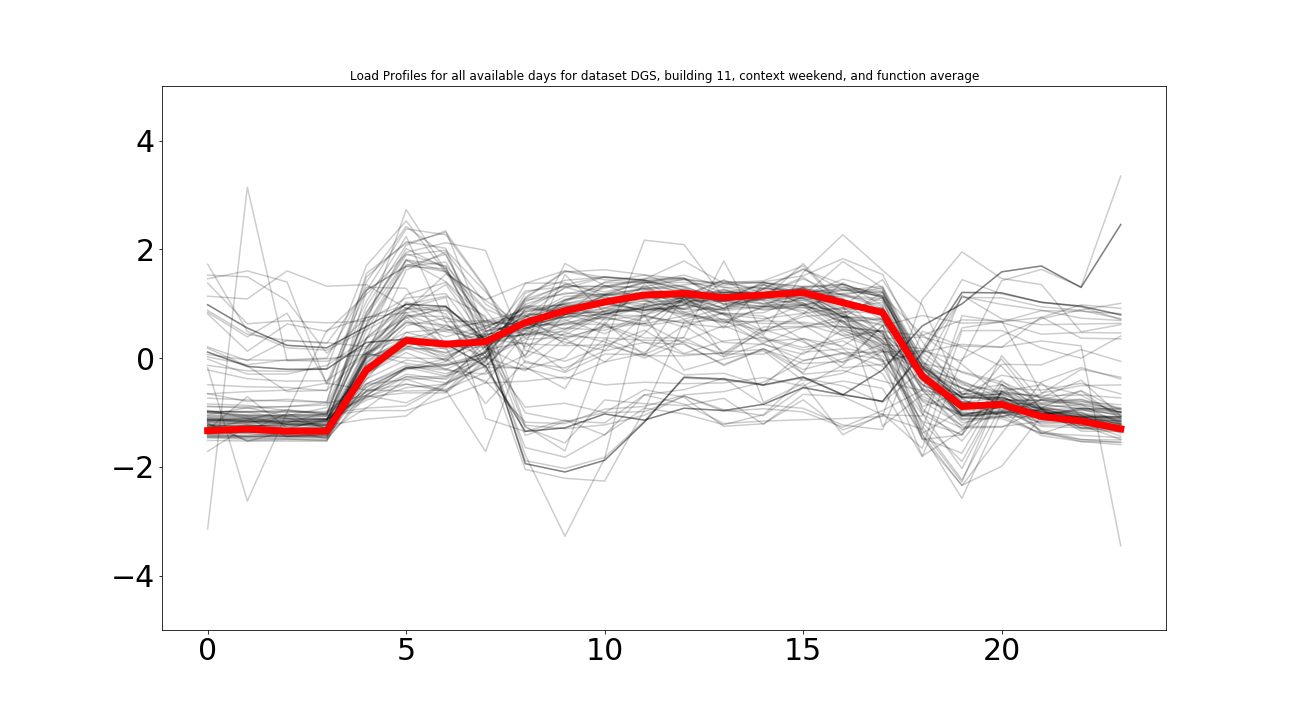 Load Profiles for all available days for dataset DGS, building 11, context weekend, and function average
4
2
0
−2
−4
0 5 10 15 20